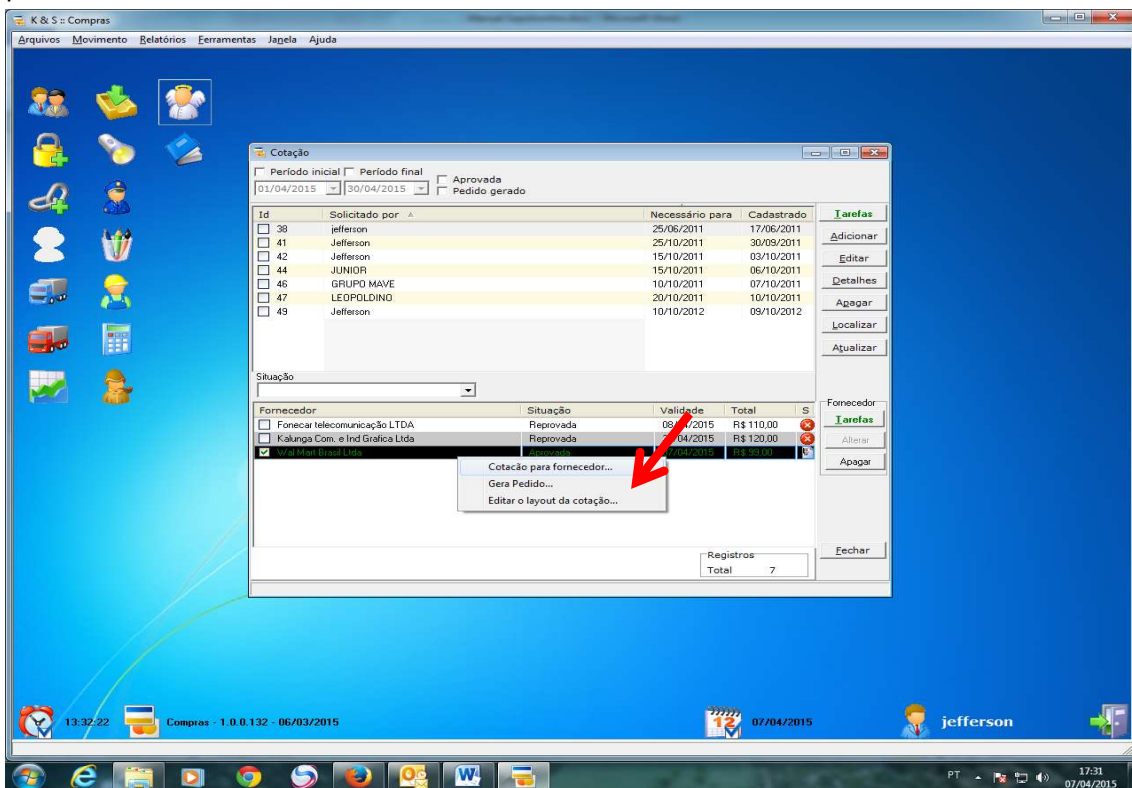 K & S :: Compras
Arquivos Movimento Relatórios Ferramentas Janela Ajuda
Cotação
Período inicial Período final
Aprovada
01/04/2015 30/04/2015 Pedido gerado
Id Solicitado por Necessário para Cadastrado
38 jefferson 25/06/2011 17/06/2011
41 Jefferson 25/10/2011 30/09/2011
42 Jefferson 15/10/2011 03/10/2011
44 JUNIOR 15/10/2011 06/10/2011
46 GRUPO MAVE 10/10/2011 07/10/2011
47 LEOPOLDINO 20/10/2011 10/10/2011
49 Jefferson 10/10/2012 09/10/2012
Tarefas
Adicionar
Editar
Detalhes
Apagar
Localizar
Atualizar
Situação
Fornecedor Situação Validade Total S
Fonecar telecomunicação LTDA Reprovada R$ 110,00
Kalunga Com. e Ind Grafica Ltda Reprovada R$ 120,00
Wal Mart Brasil Ltda Aprovada R$ 99,00
Fornecedor
Tarefas
Alterar
Apagar
Cotacão para fornecedor...
Gera Pedido...
Editar o layout da cotação...
Fechar
Registros
Total 7
13:32:22 Compras - 1.0.0.132 - 06/03/2015 12 07/04/2015 jefferson
PT 17:31
07/04/2015